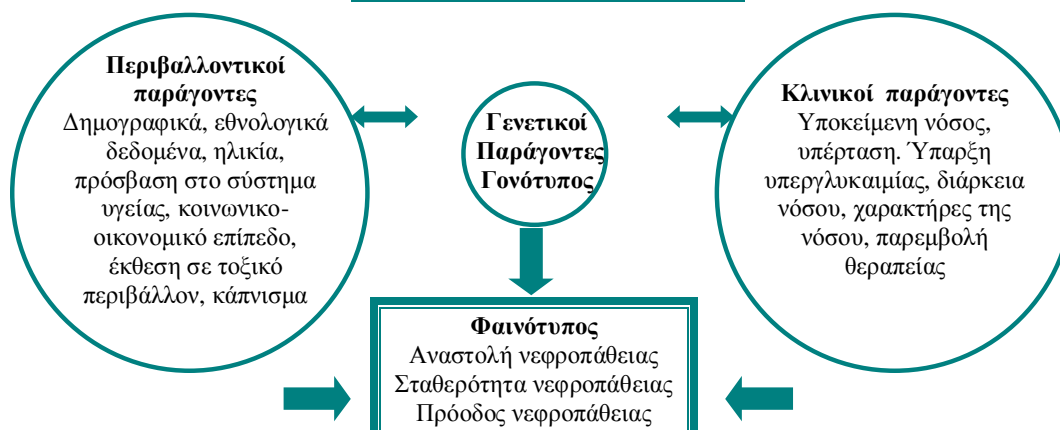 Περιβαλλοντικοί
παράγοντες
Δημογραφικά, εθνολογικά
δεδομένα, ηλικία,
πρόσβαση στο σύστημα
υγείας, κοινωνικο-
οικονομικό επίπεδο,
έκθεση σε τοξικό
περιβάλλον, κάπνισμα
Γενετικοί
Παράγοντες
Γονότυπος
Κλινικοί παράγοντες
Υποκείμενη νόσος,
υπέρταση. Ύπαρξη
υπεργλυκαιμίας, διάρκεια
νόσου, χαρακτήρες της
νόσου, παρεμβολή
θεραπείας
Φαινότυπος
Αναστολή νεφροπάθειας
Σταθερότητα νεφροπάθειας
Πρόοδος νεφροπάθειας